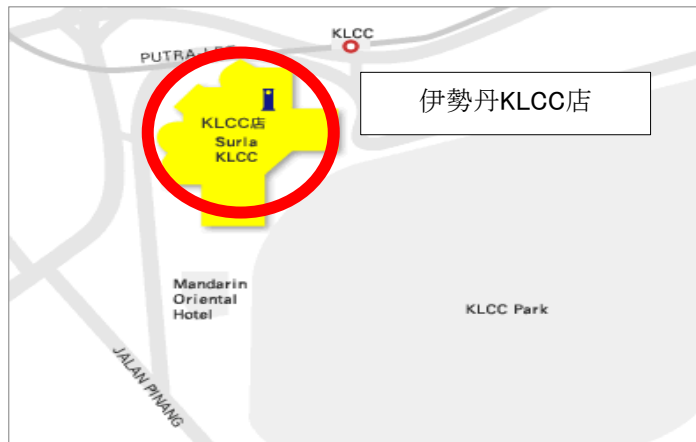 KLCC
PUTRA-LRT
伊勢丹KLCC店
KLCC店
Surla
KLCC
Mandarin
Oriental
Hotel
KLCC Park
JALAN PINANG